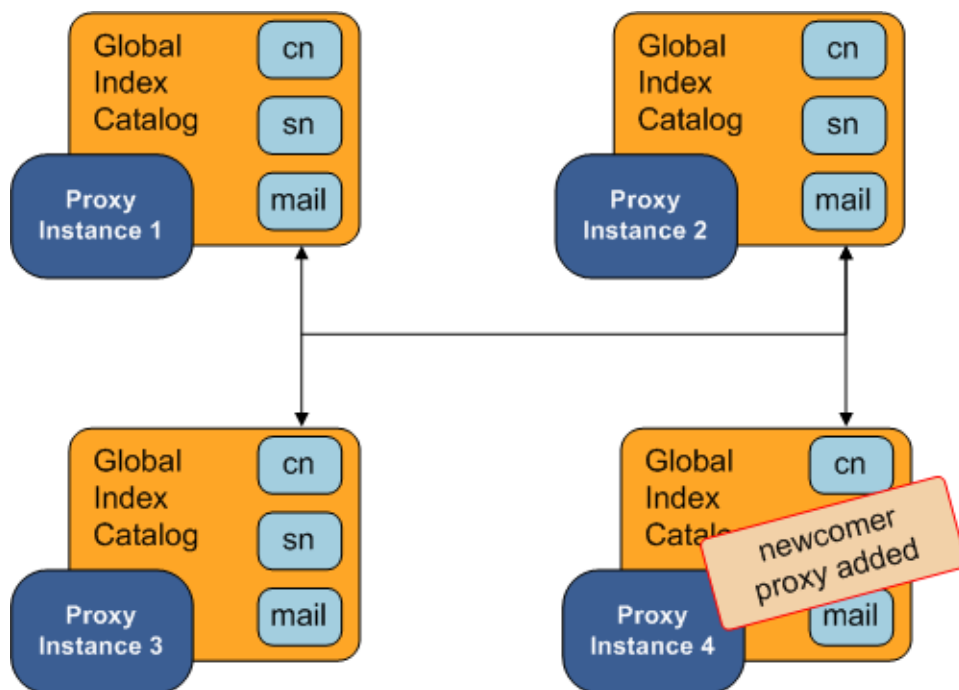 Global
Index
Catalog
cn
sn
mail
Proxy
Instance 1
Global
Index
Catalog
cn
sn
mail
Proxy
Instance 2
Global
Index
Catalog
cn
sn
mail
Proxy
Instance 3
Global
Index
cn
newcomer
proxy added
mail
Proxy
Instance 4